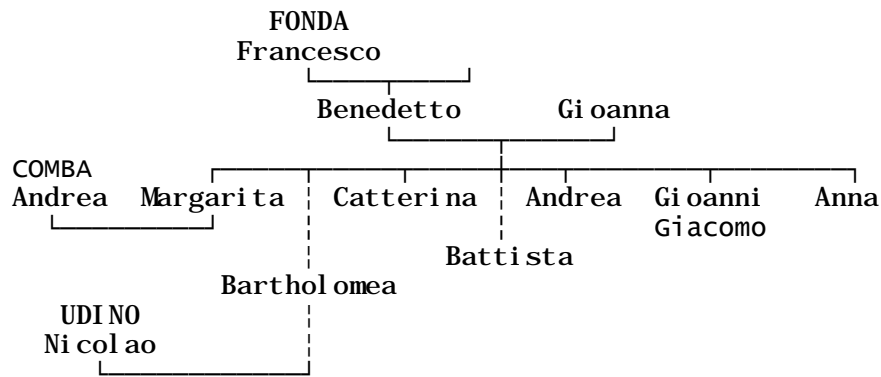 FONDA
Francesco
Benedetto Gioanna
COMBA
Andrea Margarita Catterina Andrea Gioanni Anna
Giacomo
Battista
Bartholomea
UDINO
Nicolao